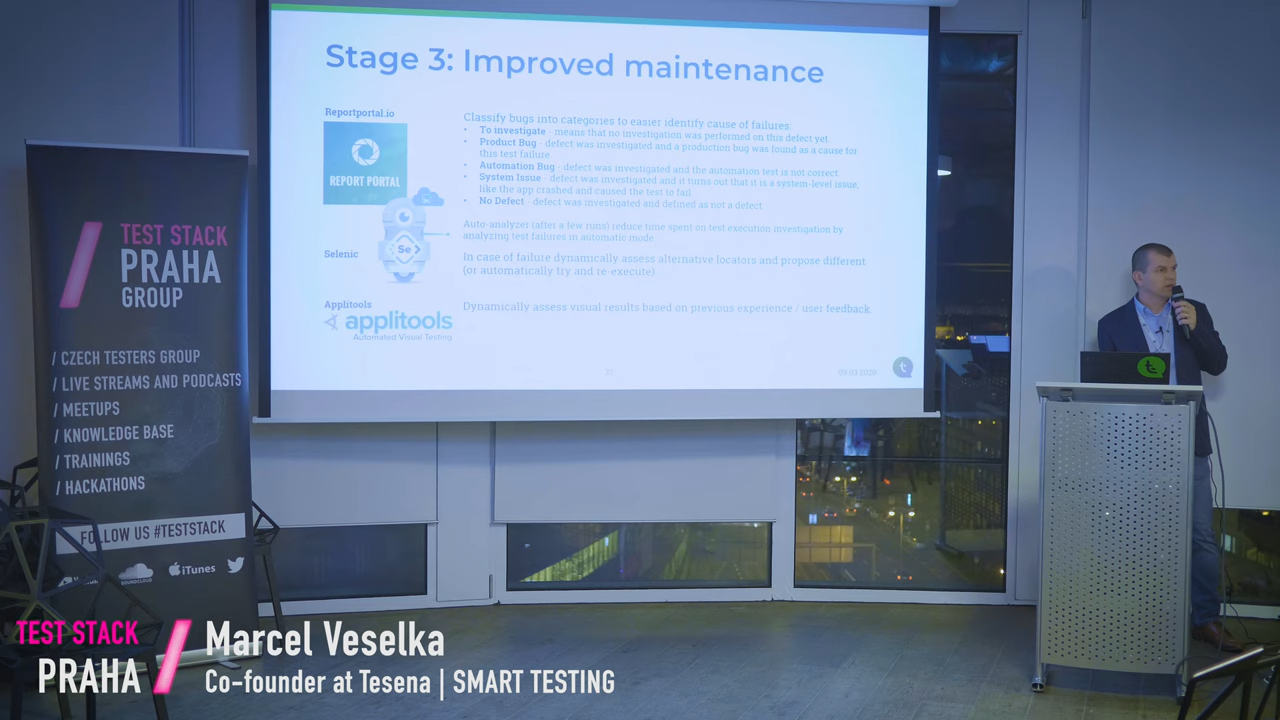 Stage 3: Improved maintenance
Reportportal.io
REPORT PORTAL
Classify bugs into categories to easier identify cause of failures:
• To investigate - means that no investigation was performed on this defect yet.
• Product Bug - defect was investigated and a production bug was found as a cause for
this test failure.
• Automation Bug - defect was investigated and the automation test is not correct.
• System Issue - defect was investigated and it turns out that it is a system-level issue,
like the app crashed and caused the test to fail.
• No Defect - defect was investigated and defined as not a defect.
Auto-analyzer (after a few runs) reduce time spent on test execution investigation by
analyzing test failures in automatic mode.
Selenic
Se
In case of failure dynamically assess alternative locators and propose different
(or automatically try and re-execute)
Applitools
applitools
Automated Visual Testing
Dynamically assess visual results based on previous experience / user feedback.
09.03.2020
t
t
TEST STACK
PRAHA
GROUP
/ CZECH TESTERS GROUP
/ LIVE STREAMS AND PODCASTS
/ MEETUPS
/ KNOWLEDGE BASE
/ TRAININGS
/ HACKATHONS
FOLLOW US #TESTSTACK
SOUNDCLOUD
iTunes
TEST STACK
PRAHA
Marcel Veselka
Co-founder at Tesena | SMART TESTING